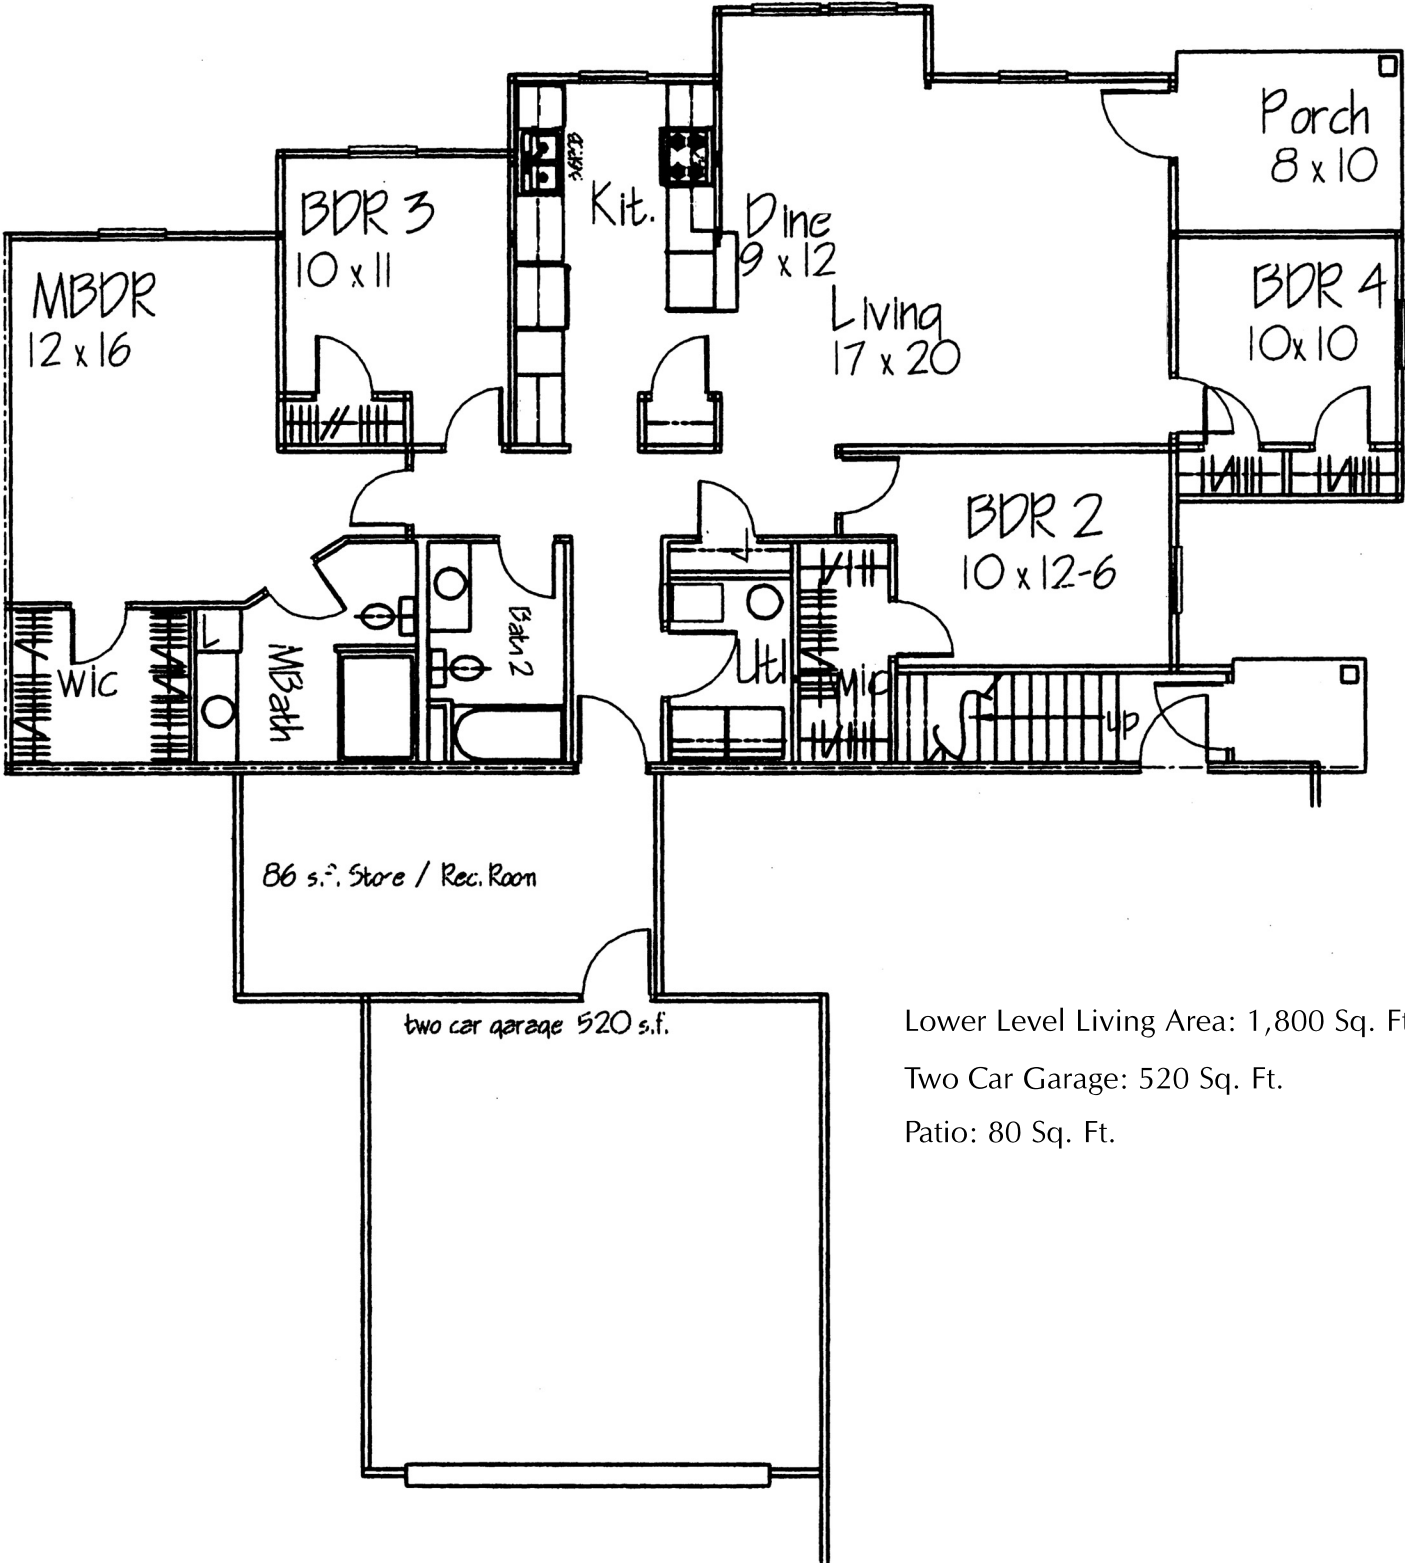 Porch
8 x 10
BDR 3
10 x 11
Kit.
Dine
9 x 12
MBDR
12 x 16
BDR 4
10x10
Living
17 x 20
BDR 2
10 x 12-6
Bath 2
Util
WIC
MBath
WIC
up
86 s.f. Store / Rec. Room
two car garage 520 s.f.
Lower Level Living Area: 1,800 Sq. Ft
Two Car Garage: 520 Sq. Ft.
Patio: 80 Sq. Ft.